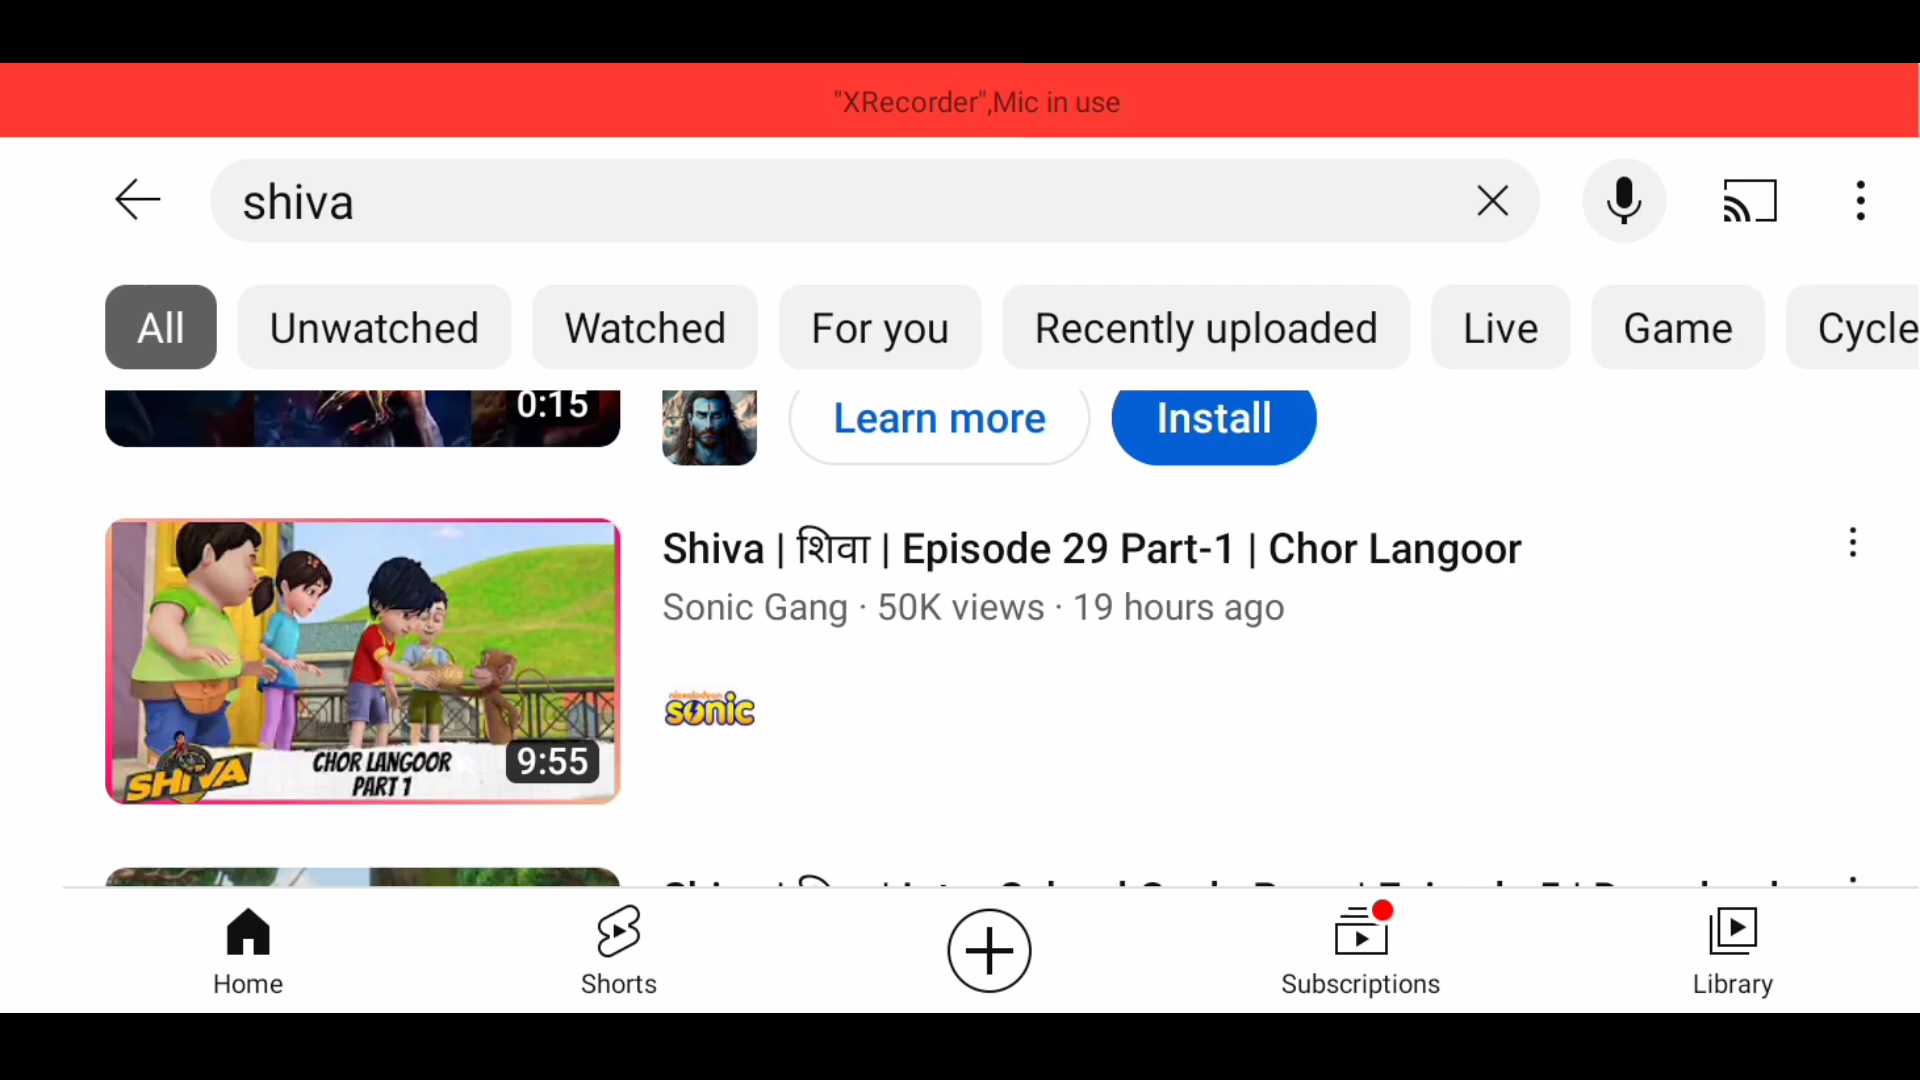 "XRecorder",Mic in use
shiva
All
Unwatched
Watched
For you
Recently uploaded
Live
Game
Cycle
0:15
Learn more
Install
Shiva | शिवा | Episode 29 Part-1 | Chor Langoor
Sonic Gang · 50K views · 19 hours ago
nickelodeon
sonic
SHIVA
CHOR LANGOOR
PART 1
9:55
Home
Shorts
Subscriptions
Library